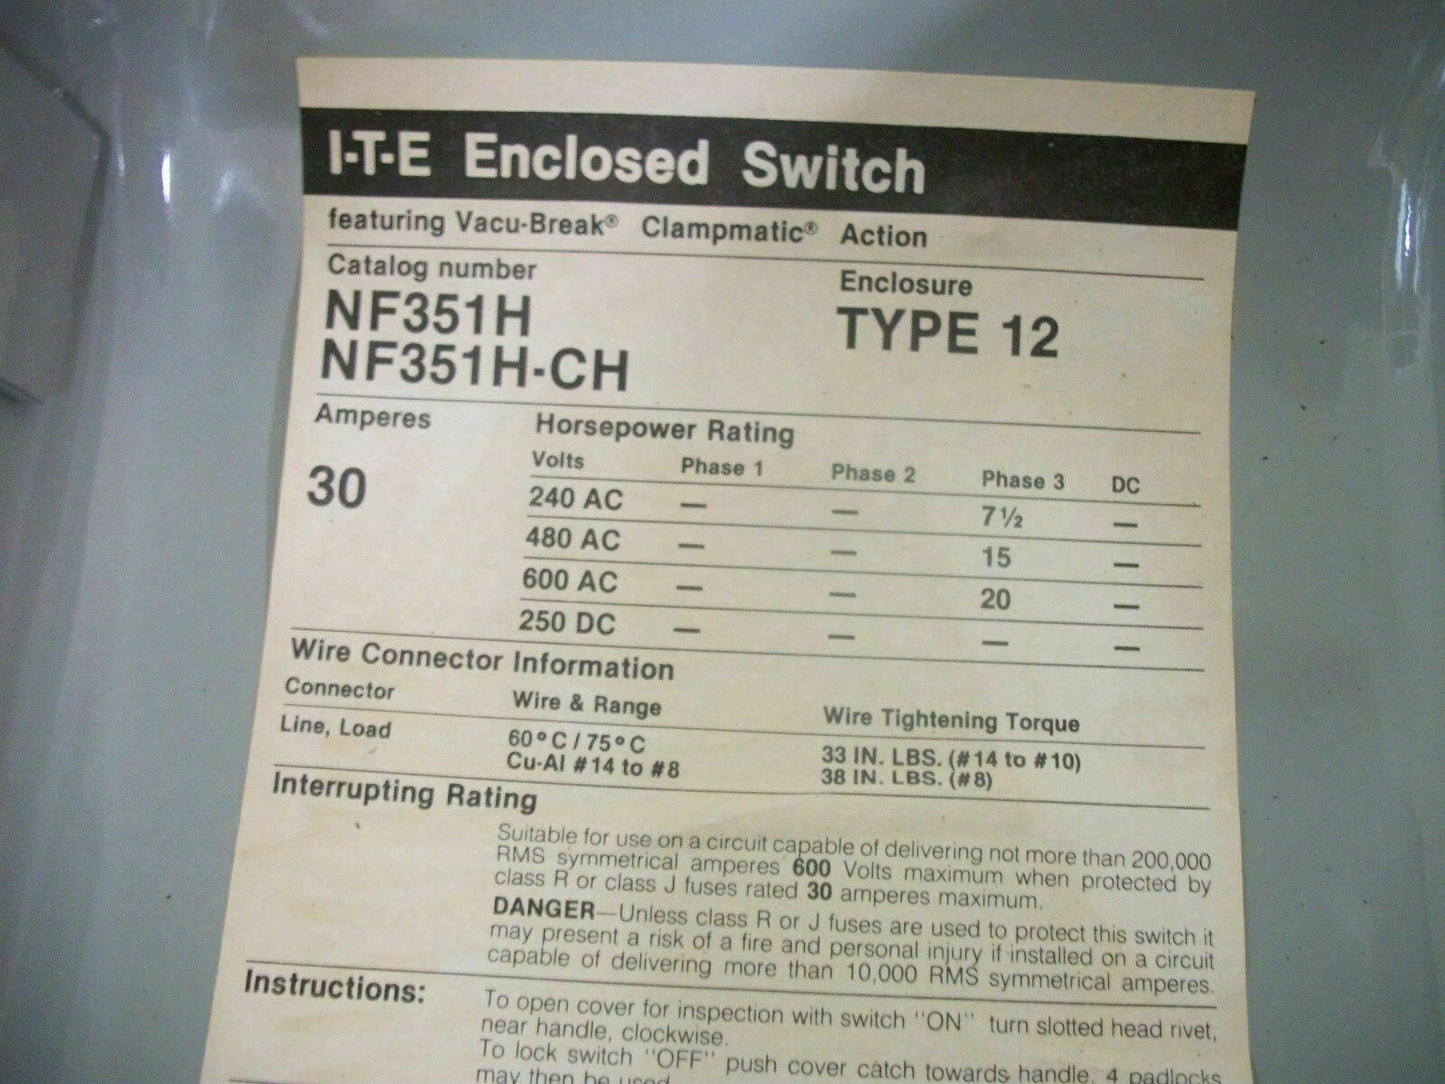 I-T-E Enclosed Switch
featuring Vacu-Break® Clampmatic® Action
Catalog number
Enclosure
NF351H
NF351H-CH
TYPE 12
Amperes
Horsepower Rating
30
Volts Phase 1 Phase 2 Phase 3 DC
240 AC — — 7½ —
480 AC — — 15 —
600 AC — — 20 —
250 DC — — — —
Wire Connector Information
Connector Wire & Range Wire Tightening Torque
Line, Load 60°C/75°C 33 IN. LBS. (#14 to #10)
Cu-Al #14 to #8 38 IN. LBS. (#8)
Interrupting Rating
Suitable for use on a circuit capable of delivering not more than 200,000
RMS symmetrical amperes 600 Volts maximum when protected by
class R or class J fuses rated 30 amperes maximum.
DANGER—Unless class R or J fuses are used to protect this switch it
may present a risk of a fire and personal injury if installed on a circuit
capable of delivering more than 10,000 RMS symmetrical amperes.
Instructions:
To open cover for inspection with switch "ON" turn slotted head rivet,
near handle, clockwise.
To lock switch "OFF" push cover catch towards handle, 4 padlocks
may then be used